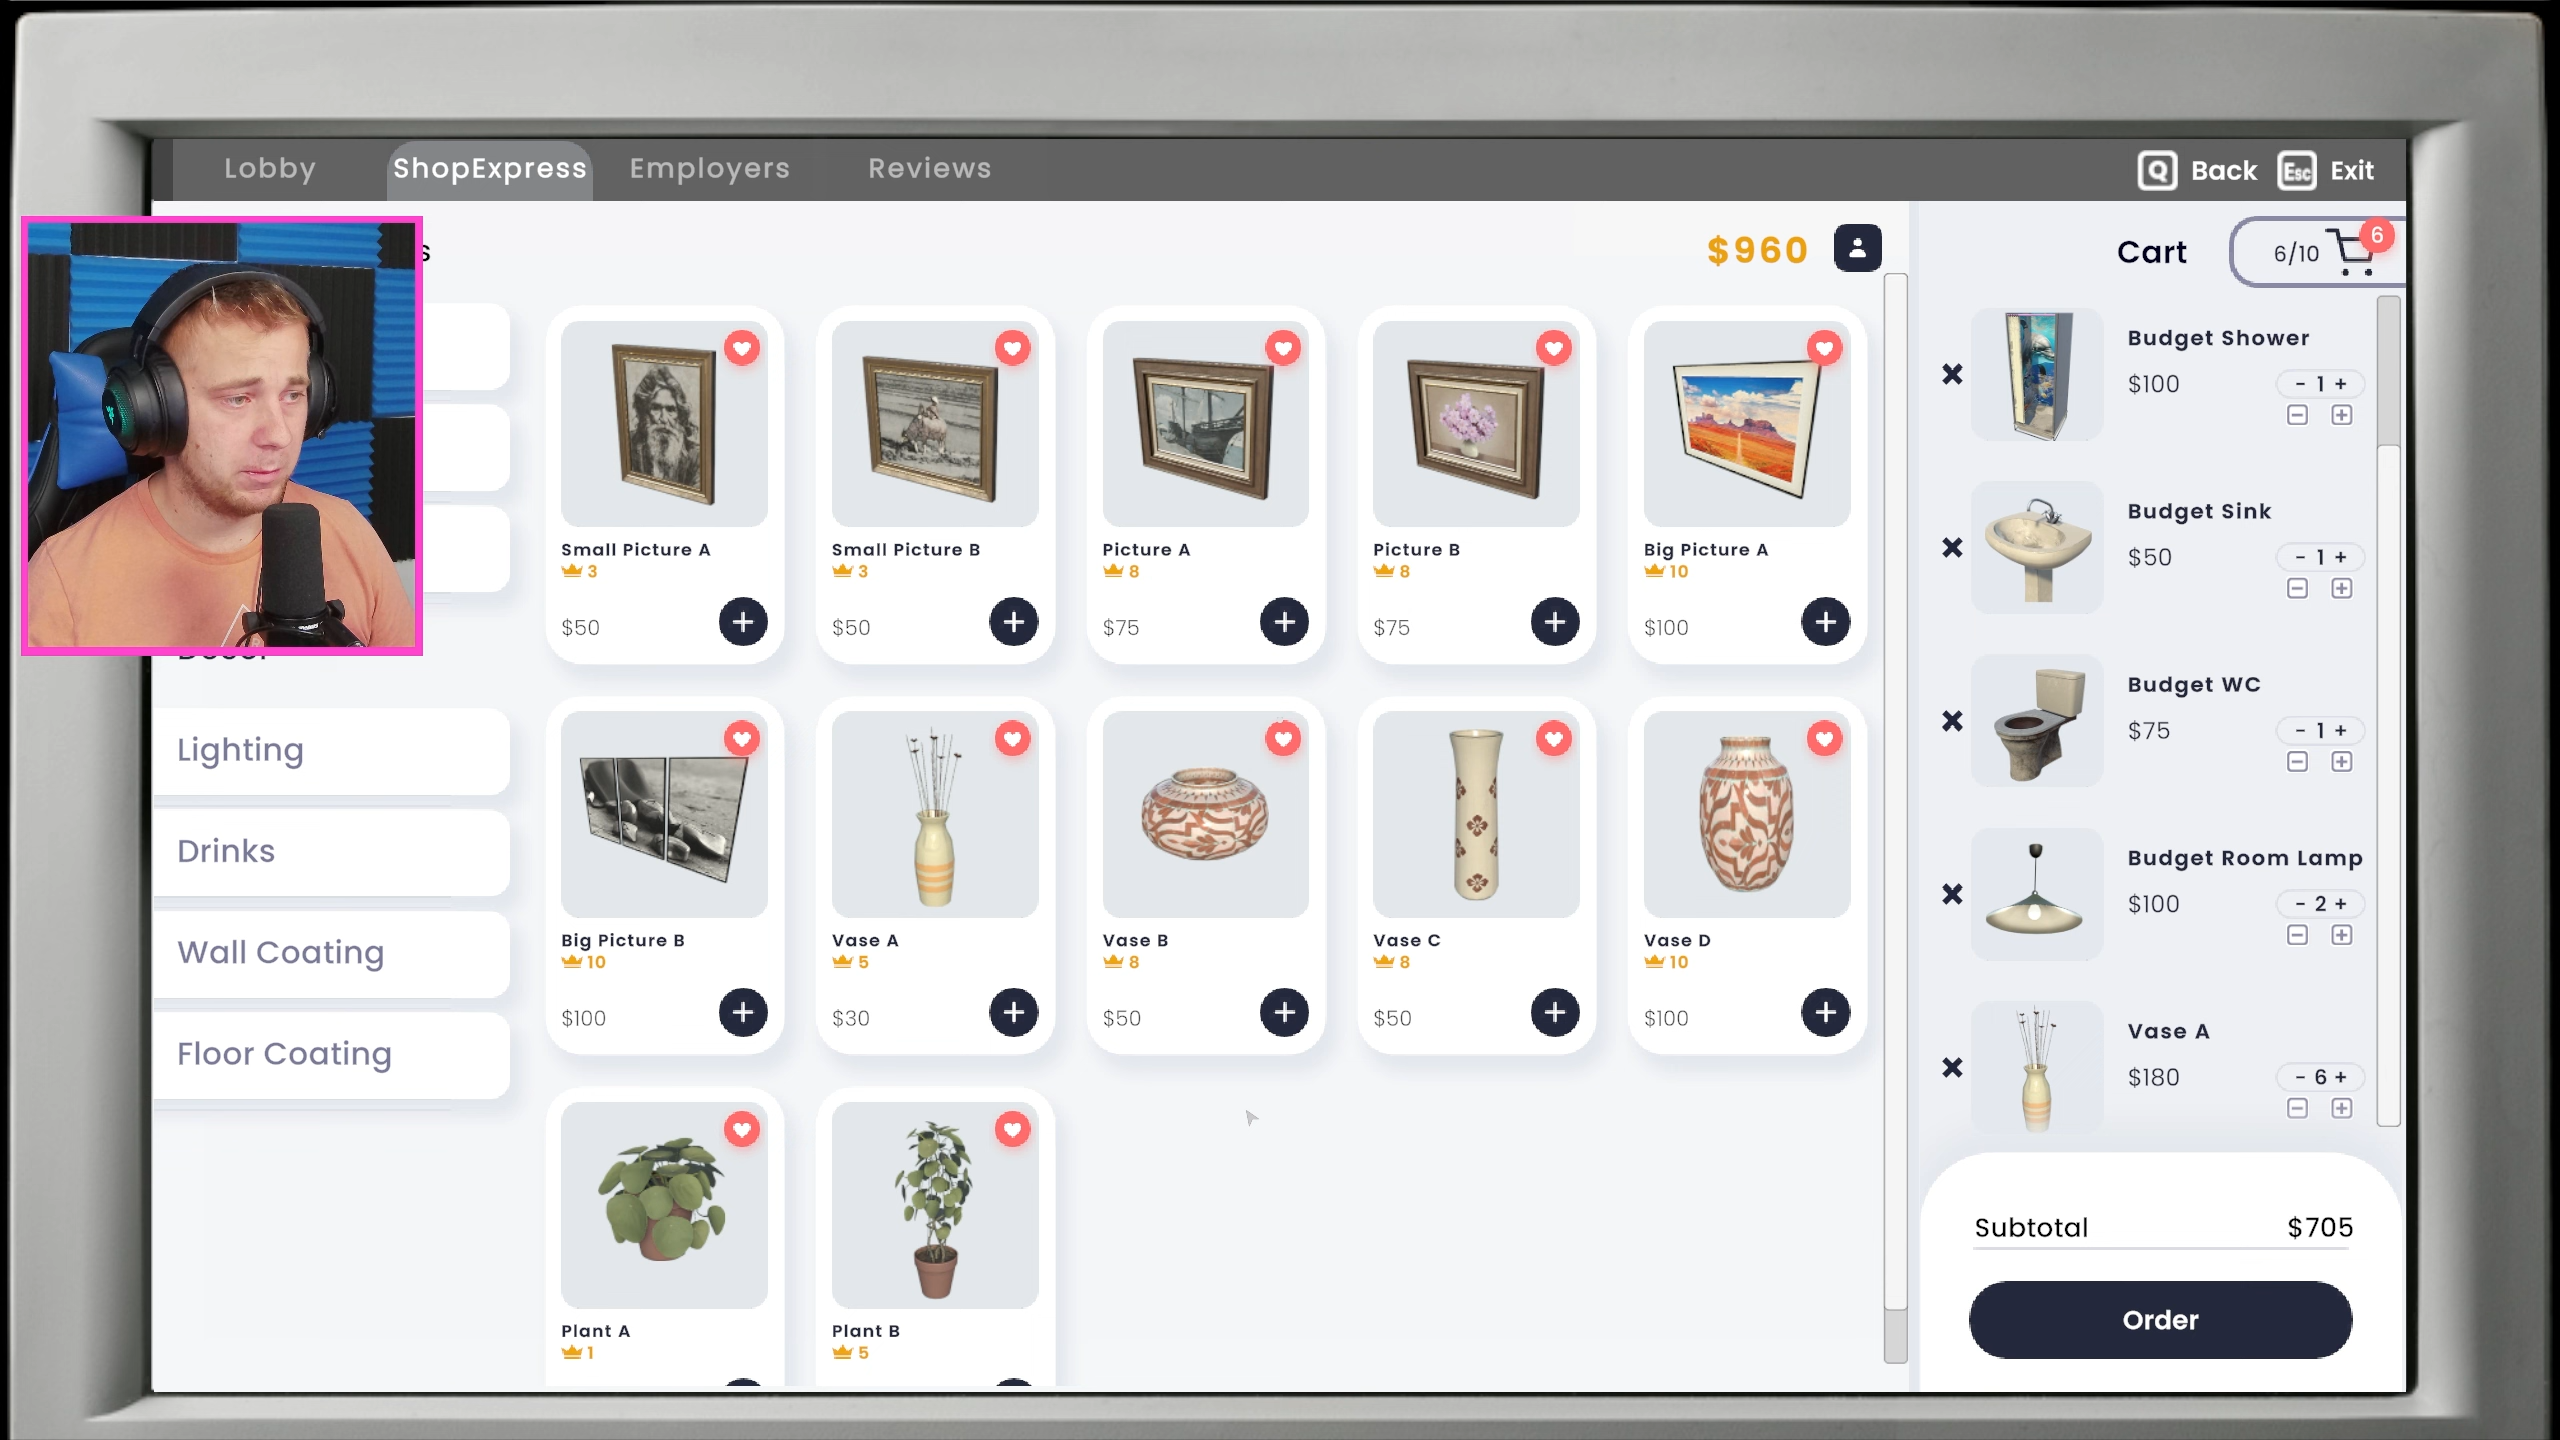 Lobby
ShopExpress
Employers
Reviews
Q Back
Esc Exit
$960
Cart
6/10
6
Small Picture A
3
$50
Small Picture B
3
$50
Picture A
8
$75
Picture B
8
$75
Big Picture A
10
$100
Lighting
Drinks
Wall Coating
Floor Coating
Big Picture B
10
$100
Vase A
5
$30
Vase B
8
$50
Vase C
8
$50
Vase D
10
$100
Plant A
1
Plant B
5
Budget Shower
$100
- 1 +
Budget Sink
$50
- 1 +
Budget WC
$75
- 1 +
Budget Room Lamp
$100
- 2 +
Vase A
$180
- 6 +
Subtotal
$705
Order